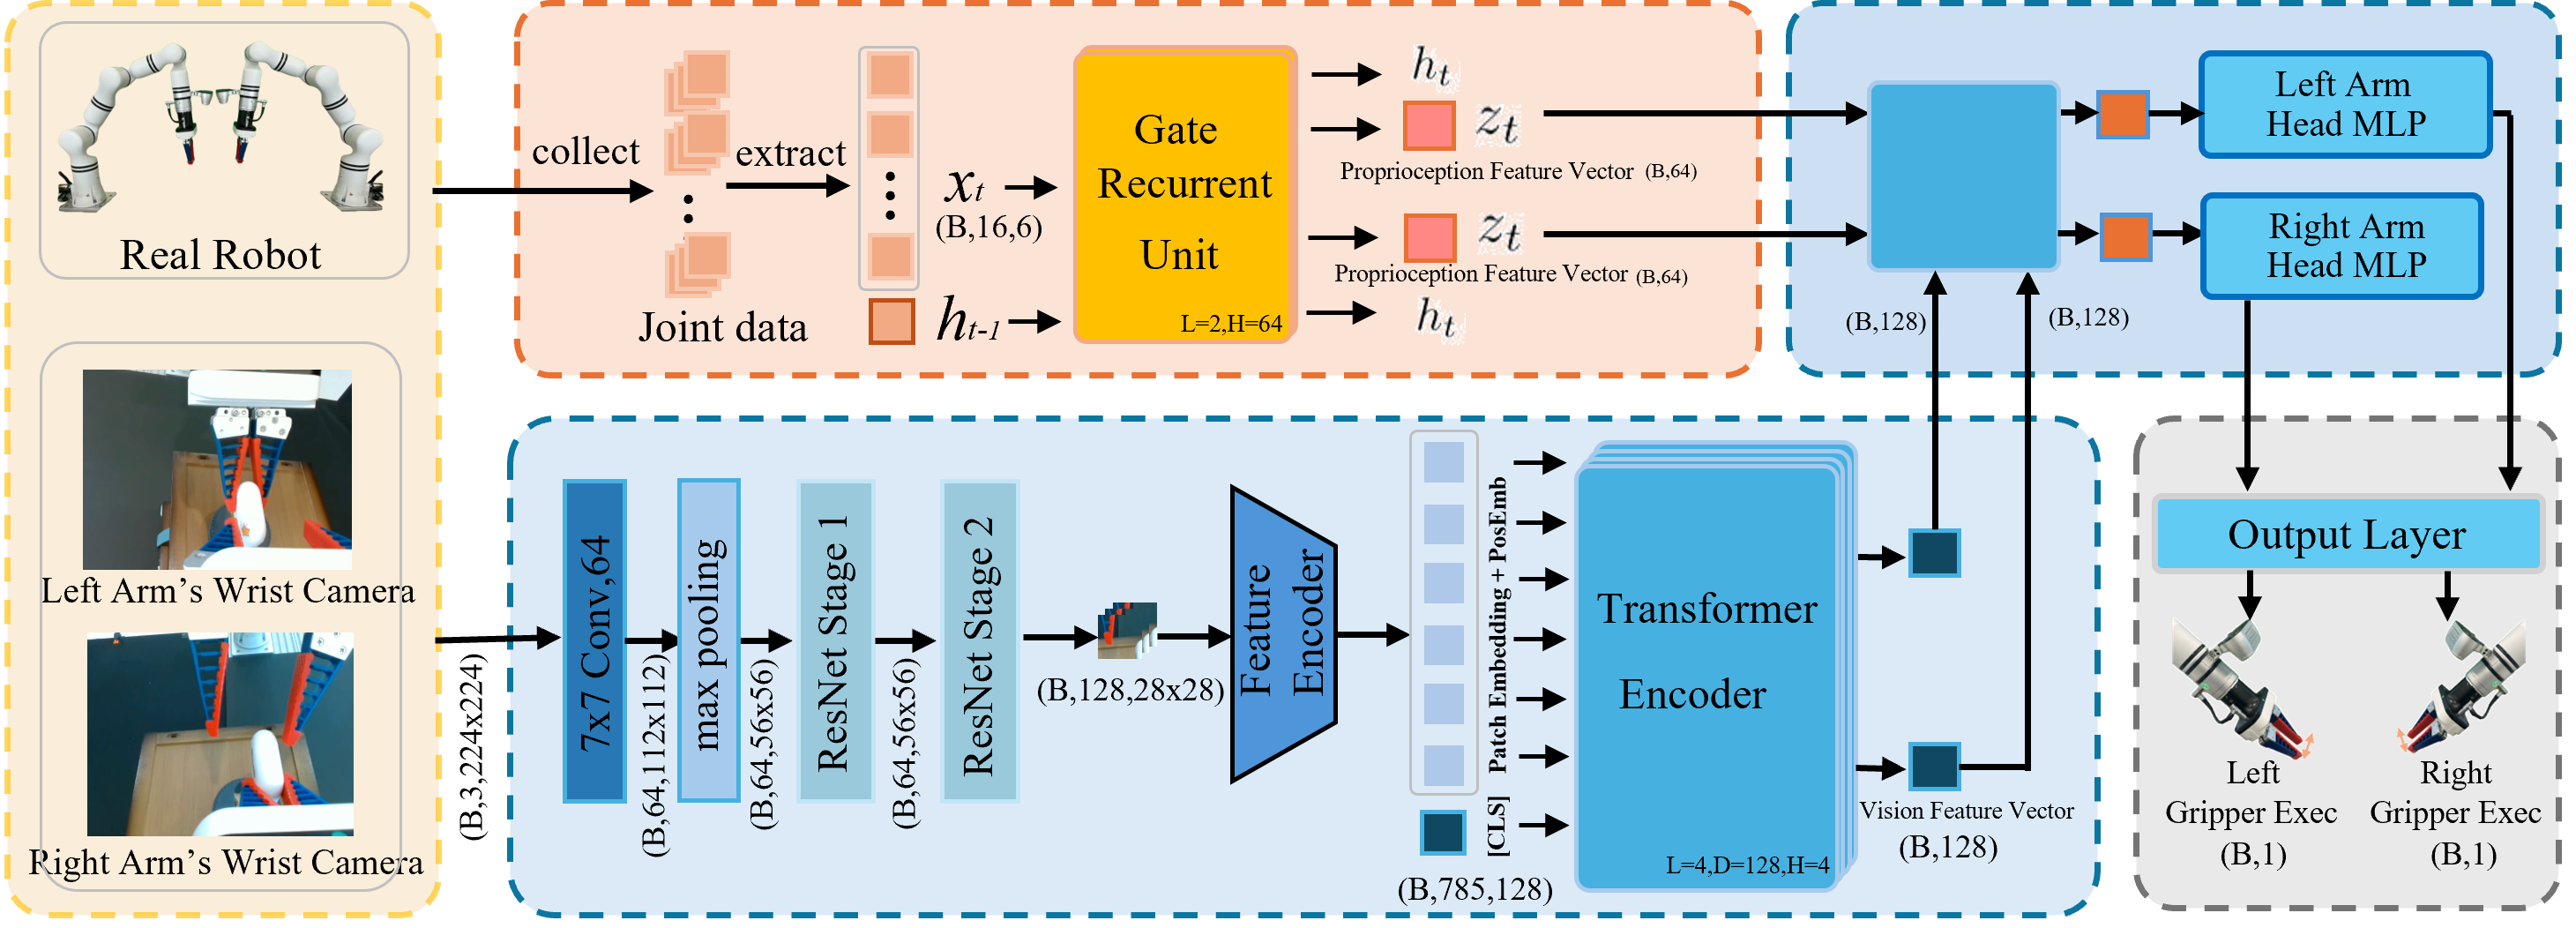 Real Robot
Left Arm's Wrist Camera
Right Arm's Wrist Camera
collect
Joint data
extract
x_t
(B,16,6)
h_{t-1}
Gate
Recurrent
Unit
L=2,H=64
h_t
z_t
Proprioception Feature Vector (B,64)
z_t
Proprioception Feature Vector (B,64)
h_t
(B,128)
(B,128)
Left Arm
Head MLP
Right Arm
Head MLP
(B,3,224x224)
7x7 Conv,64
(B,64,112x112)
max pooling
(B,64,56x56)
ResNet Stage 1
(B,64,56x56)
ResNet Stage 2
(B,128,28x28)
Feature
Encoder
[CLS] Patch Embedding + PosEmb
(B,785,128)
Transformer
Encoder
L=4,D=128,H=4
Vision Feature Vector
(B,128)
Output Layer
Left
Gripper Exec
(B,1)
Right
Gripper Exec
(B,1)